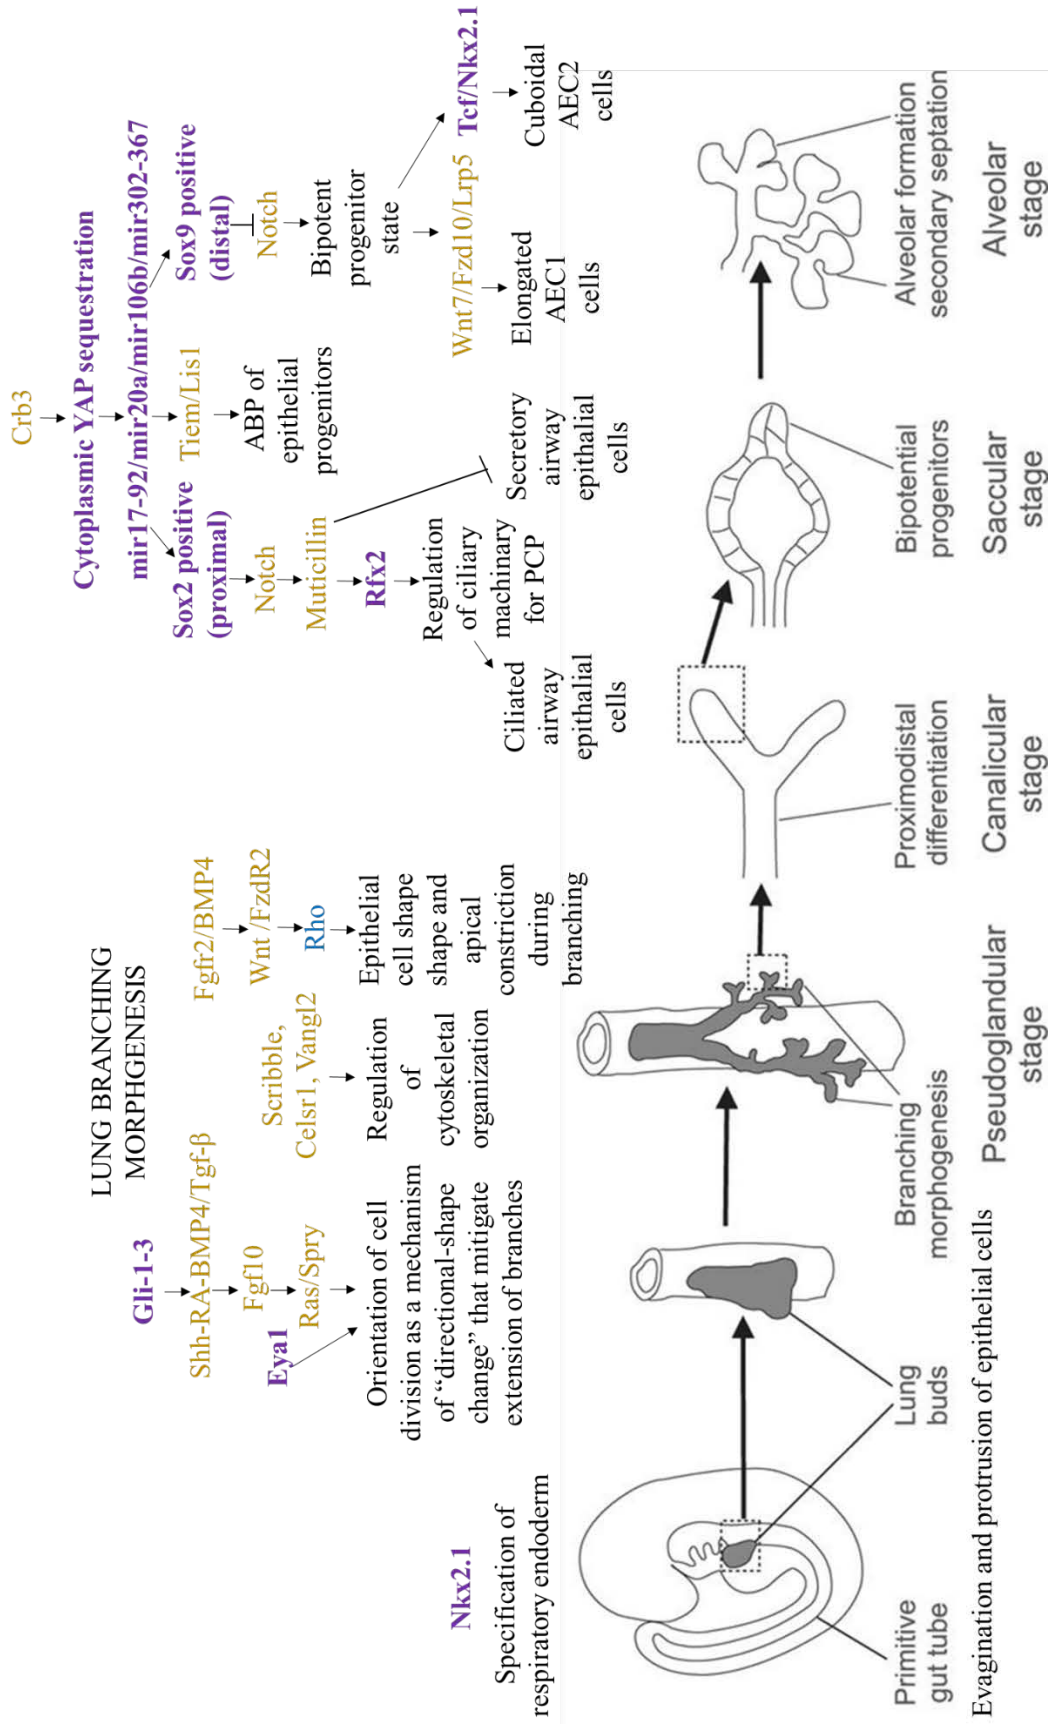 LUNG BRANCHING
MORPHGENESIS
Nkx2.1
Specification of
respiratory endoderm
Gli-1-3
Shh-RA-BMP4/Tgf-β
Fgf10
Eya1
Ras/Spry
Orientation of cell
division as a mechanism
of “directional-shape
change” that mitigate
extension of branches
Scribble,
Celsr1, Vangl2
Regulation
of
cytoskeletal
organization
Fgfr2/BMP4
Wnt /FzdR2
Rho
Epithelial
cell shape
shape and
apical
constriction
during
branching
Crb3
Cytoplasmic YAP sequestration
mir17-92/mir20a/mir106b/mir302-367
Sox2 positive
(proximal)
Notch
Muticillin
Rfx2
Regulation
of ciliary
machinary
for PCP
Ciliated
airway
epithalial
cells
Secretory
airway
epithalial
cells
Tiem/Lis1
ABP of
epithelial
progenitors
Sox9 positive
(distal)
Notch
Bipotent
progenitor
state
Wnt7/Fzd10/Lrp5
Elongated
AEC1
cells
Tcf/Nkx2.1
Cuboidal
AEC2
cells
Primitive
gut tube
Lung
buds
Branching
morphogenesis
Proximodistal
differentiation
Bipotential
progenitors
Alveolar formation
secondary septation
Evagination and protrusion of epithelial cells
Pseudoglandular
stage
Canalicular
stage
Saccular
stage
Alveolar
stage